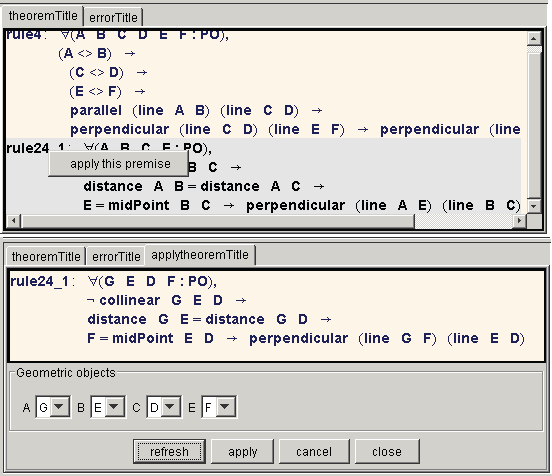 theoremTitle errorTitle
rule4 : ∀(A B C D E F : PO),
(A <> B) →
(C <> D) →
(E <> F) →
parallel (line A B) (line C D) →
perpendicular (line C D) (line E F) → perpendicular (line
rule24_1 : ∀(A B C E : PO),
apply this premise B C →
distance A B = distance A C →
E = midPoint B C → perpendicular (line A E) (line B C)
theoremTitle errorTitle applytheoremTitle
rule24_1 : ∀(G E D F : PO),
¬ collinear G E D →
distance G E = distance G D →
F = midPoint E D → perpendicular (line G F) (line E D)
Geometric objects
A G B E C D E F
refresh apply cancel close